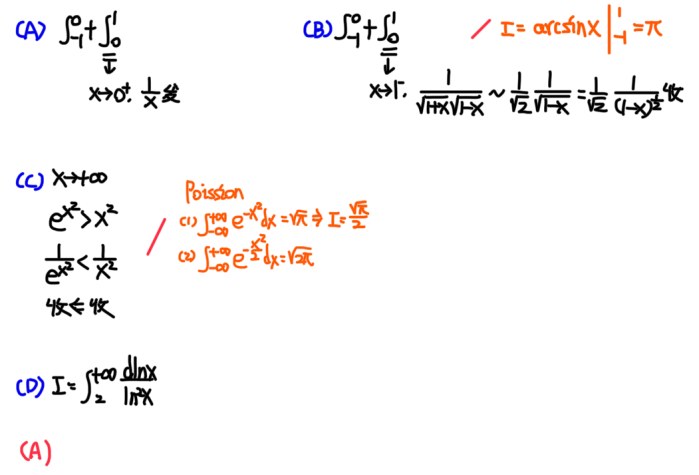 (A) ∫₋₁⁰ + ∫₀¹
x→0⁺. 1/x 发
(B) ∫₋₁⁰ + ∫₀¹ / I = arcsinx |₋₁¹ = π
x→1⁻. 1/(√(1+x)√(1-x)) ~ 1/√2 1/√(1-x) = 1/√2 1/(1-x)^(1/2) 收
(C) x→+∞
e^(x²) > x²
1/e^(x²) < 1/x²
收 ⇐ 收
/ Poission
(1) ∫₋∞^(+∞) e^(-x²)dx = √π ⇒ I = √π/2
(2) ∫₋∞^(+∞) e^(-x²/2)dx = √(2π)
(D) I = ∫₂^(+∞) dlnx/ln²x
(A)